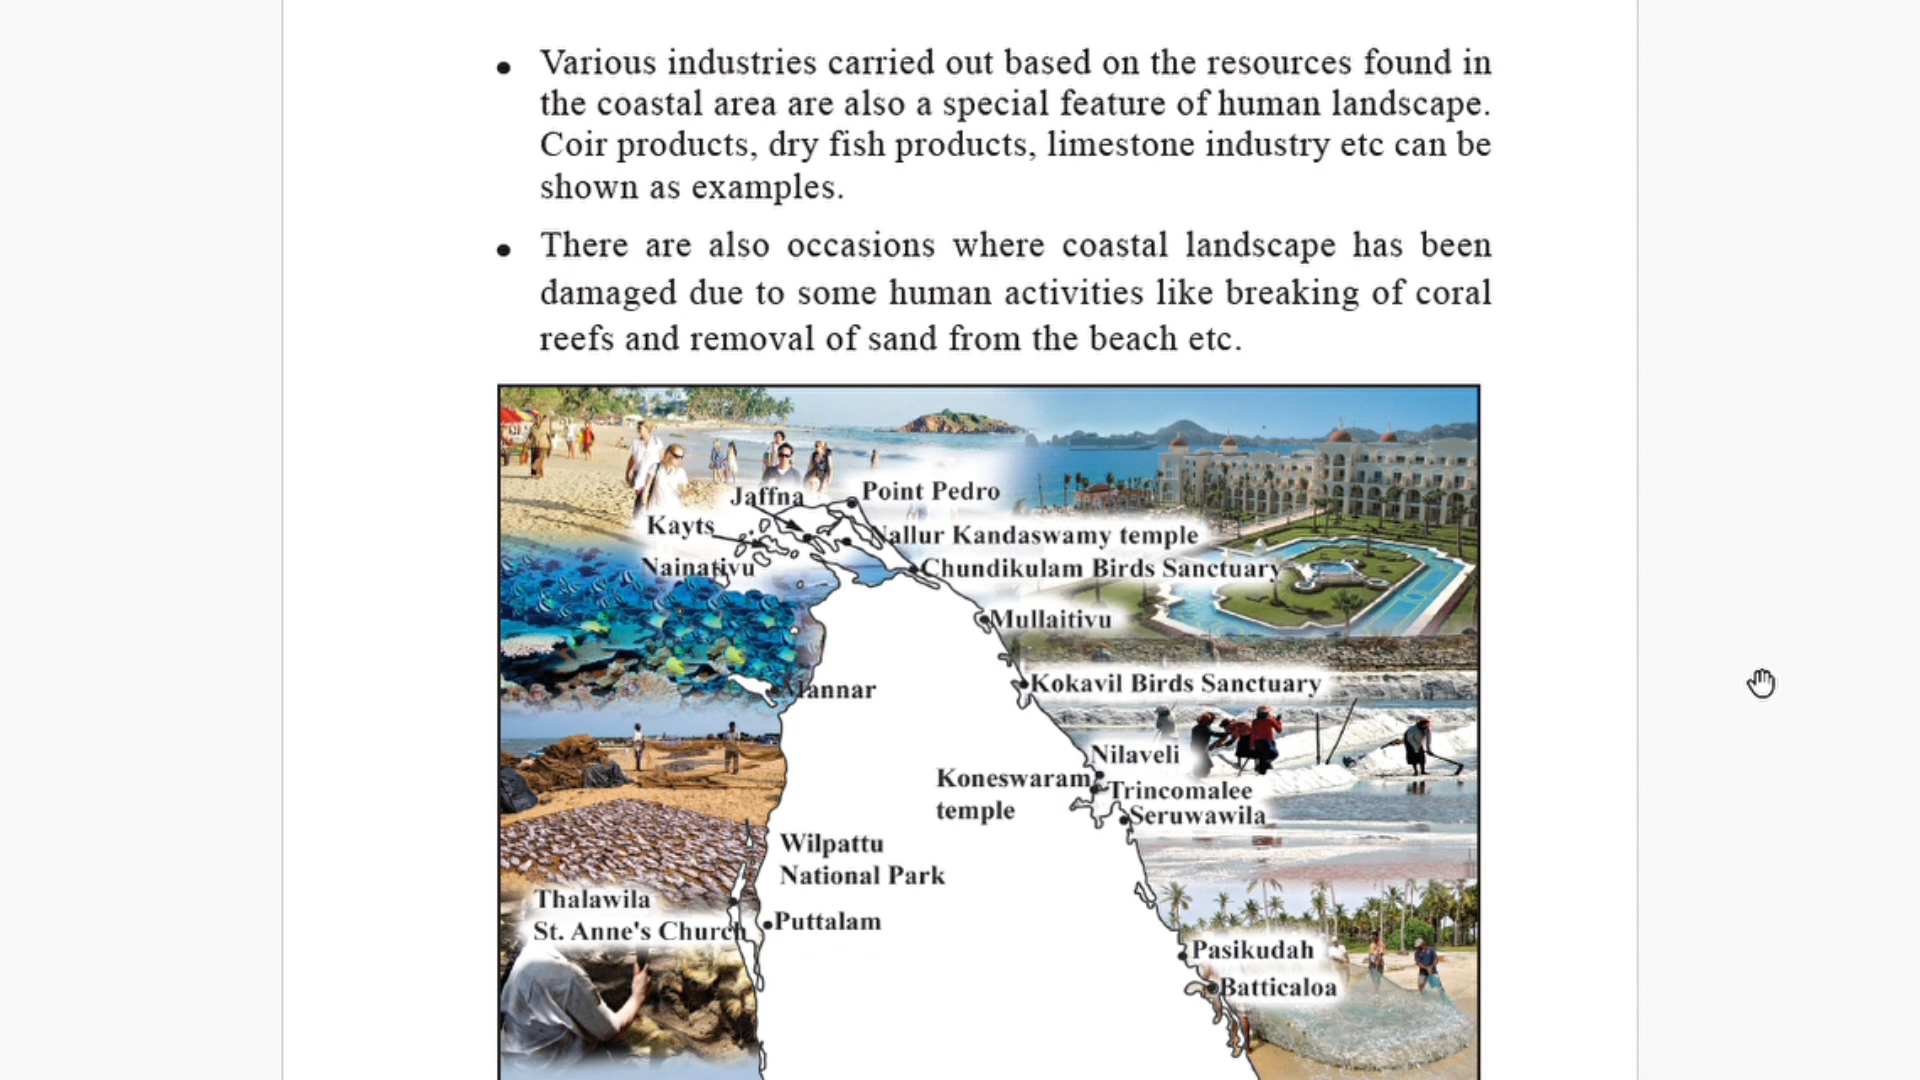 • Various industries carried out based on the resources found in
the coastal area are also a special feature of human landscape.
Coir products, dry fish products, limestone industry etc can be
shown as examples.
• There are also occasions where coastal landscape has been
damaged due to some human activities like breaking of coral
reefs and removal of sand from the beach etc.
Jaffna
Point Pedro
Kayts
Nallur Kandaswamy temple
Nainativu
Chundikulam Birds Sanctuary
Mullaitivu
Kokavil Birds Sanctuary
Mannar
Nilaveli
Koneswaram
temple
Trincomalee
Seruwawila
Wilpattu
National Park
Thalawila
St. Anne's Church
Puttalam
Pasikudah
Batticaloa